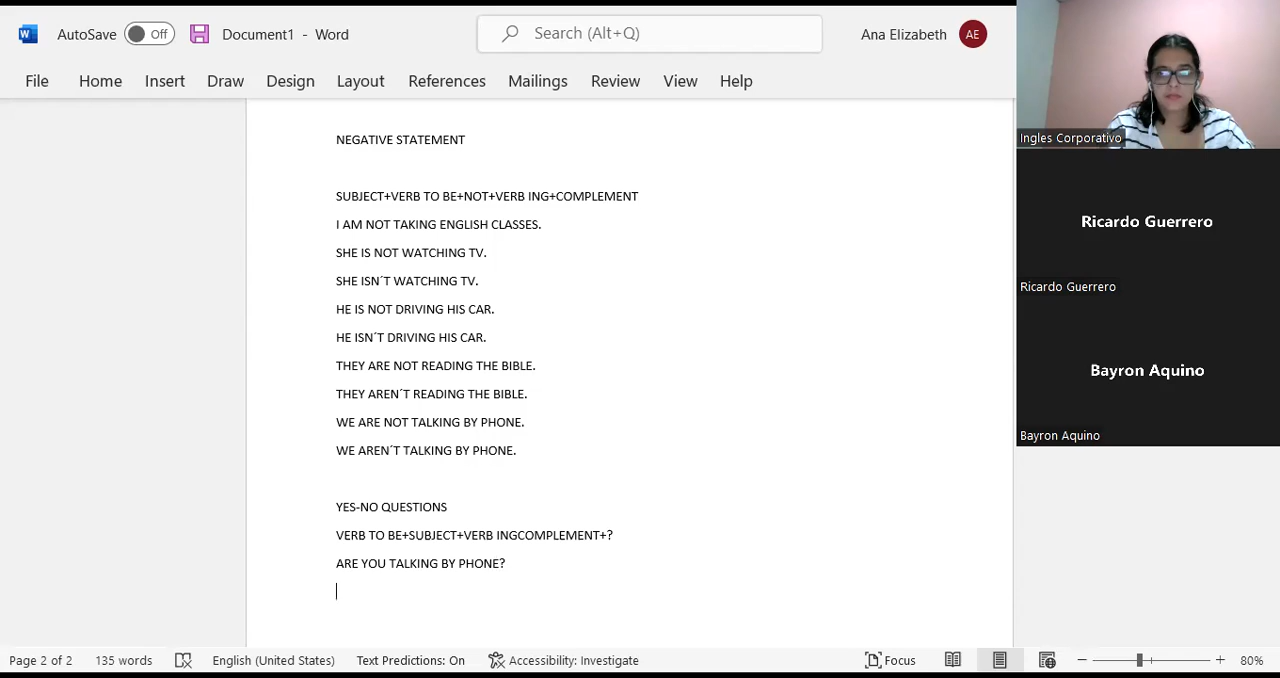 W
AutoSave
Off
Document1 - Word
Search (Alt+Q)
Ana Elizabeth
AE
File Home Insert Draw Design Layout References Mailings Review View Help
NEGATIVE STATEMENT
SUBJECT+VERB TO BE+NOT+VERB ING+COMPLEMENT
I AM NOT TAKING ENGLISH CLASSES.
SHE IS NOT WATCHING TV.
SHE ISN´T WATCHING TV.
HE IS NOT DRIVING HIS CAR.
HE ISN´T DRIVING HIS CAR.
THEY ARE NOT READING THE BIBLE.
THEY AREN´T READING THE BIBLE.
WE ARE NOT TALKING BY PHONE.
WE AREN´T TALKING BY PHONE.
YES-NO QUESTIONS
VERB TO BE+SUBJECT+VERB INGCOMPLEMENT+?
ARE YOU TALKING BY PHONE?
Ingles Corporativo
Ricardo Guerrero
Ricardo Guerrero
Bayron Aquino
Bayron Aquino
Page 2 of 2 135 words English (United States) Text Predictions: On Accessibility: Investigate Focus 80%